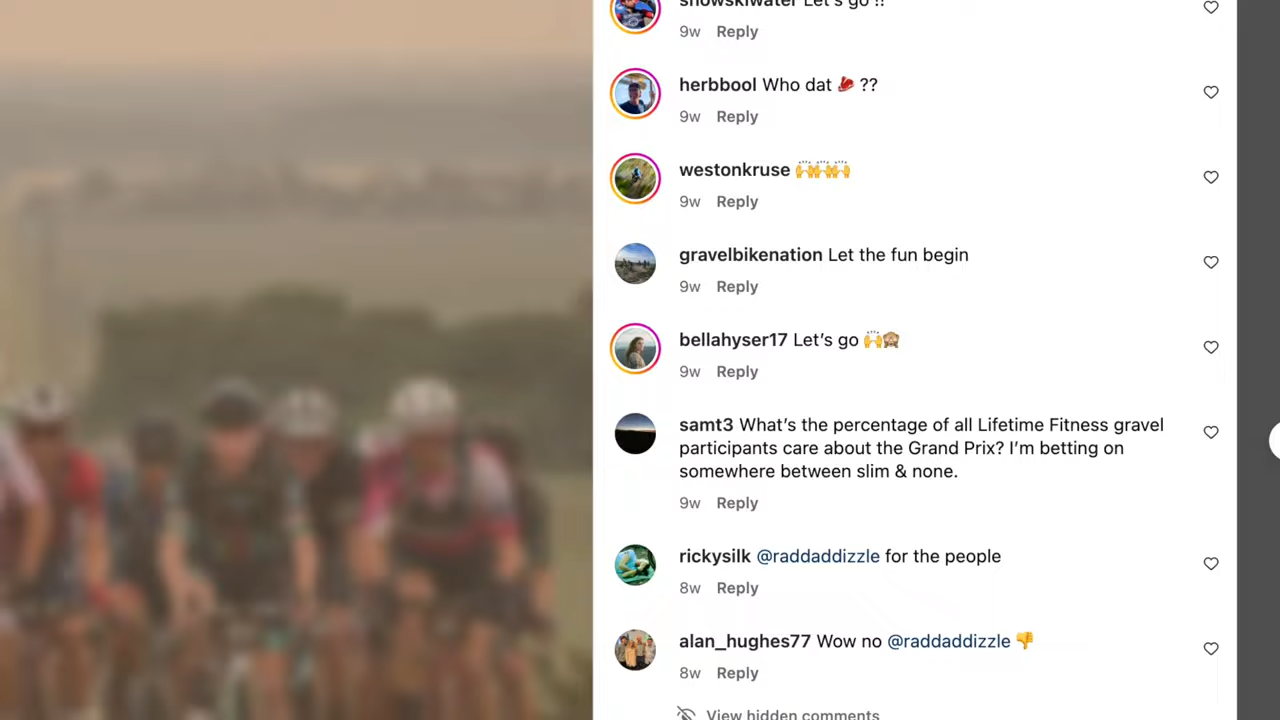 snowskiwater Let's go !!
9w Reply
herbbool Who dat 🥩 ??
9w Reply
westonkruse 🙌🙌🙌
9w Reply
gravelbikenation Let the fun begin
9w Reply
bellahyser17 Let's go 🙌🙈
9w Reply
samt3 What's the percentage of all Lifetime Fitness gravel
participants care about the Grand Prix? I'm betting on
somewhere between slim & none.
9w Reply
rickysilk @raddaddizzle for the people
8w Reply
alan_hughes77 Wow no @raddaddizzle 👎
8w Reply
View hidden comments